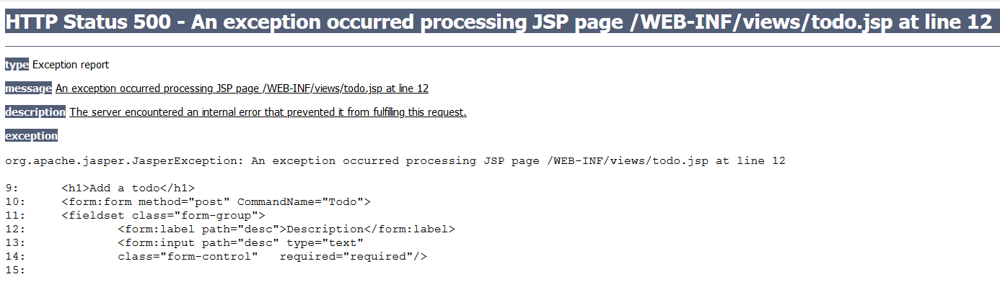 HTTP Status 500 - An exception occurred processing JSP page /WEB-INF/views/todo.jsp at line 12
type Exception report
message An exception occurred processing JSP page /WEB-INF/views/todo.jsp at line 12
description The server encountered an internal error that prevented it from fulfilling this request.
exception
org.apache.jasper.JasperException: An exception occurred processing JSP page /WEB-INF/views/todo.jsp at line 12
9:     <h1>Add a todo</h1>
10:     <form:form method="post" CommandName="Todo">
11:     <fieldset class="form-group">
12:             <form:label path="desc">Description</form:label>
13:             <form:input path="desc" type="text"
14:             class="form-control"   required="required"/>
15: